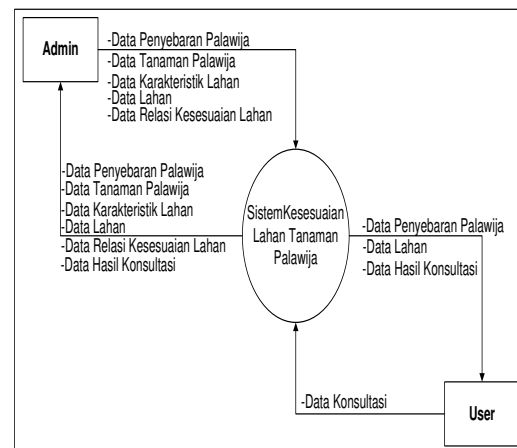 Admin
-Data Penyebaran Palawija
-Data Tanaman Palawija
-Data Karakteristik Lahan
-Data Lahan
-Data Relasi Kesesuaian Lahan
-Data Penyebaran Palawija
-Data Tanaman Palawija
-Data Karakteristik Lahan
-Data Lahan
-Data Relasi Kesesuaian Lahan
-Data Hasil Konsultasi
SistemKesesuaian
Lahan Tanaman
Palawija
-Data Penyebaran Palawija
-Data Lahan
-Data Hasil Konsultasi
-Data Konsultasi
User